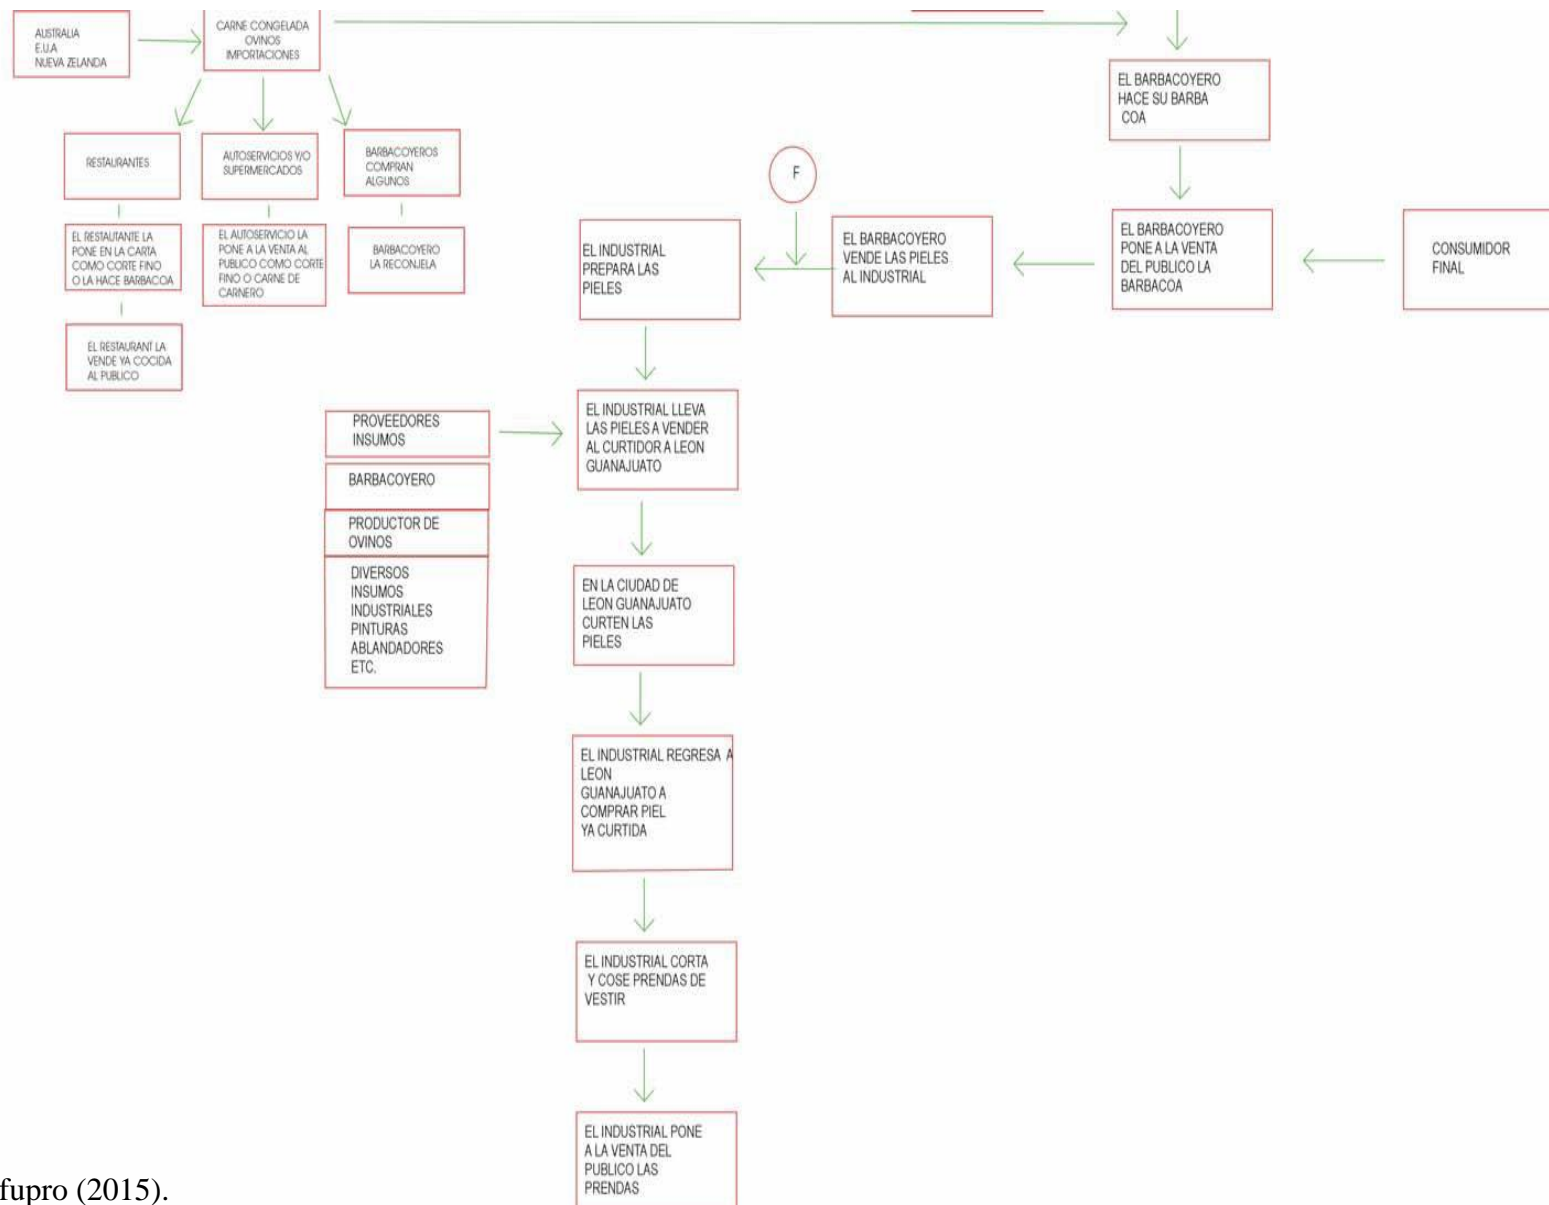 AUSTRALIA
E.U.A
NUEVA ZELANDA
CARNE CONGELADA
OVINOS
IMPORTACIONES
EL BARBACOYERO
HACE SU BARBA
COA
RESTAURANTES
AUTOSERVICIOS Y/O
SUPERMERCADOS
BARBACOYEROS
COMPRAN
ALGUNOS
F
EL RESTAUTANTE LA
PONE EN LA CARTA
COMO CORTE FINO
O LA HACE BARBACOA
EL AUTOSERVICIO LA
PONE A LA VENTA AL
PUBLICO COMO CORTE
FINO O CARNE DE
CARNERO
BARBACOYERO
LA RECONJELA
EL INDUSTRIAL
PREPARA LAS
PIELES
EL BARBACOYERO
VENDE LAS PIELES
AL INDUSTRIAL
EL BARBACOYERO
PONE A LA VENTA
DEL PUBLICO LA
BARBACOA
CONSUMIDOR
FINAL
EL RESTAURANT LA
VENDE YA COCIDA
AL PUBLICO
PROVEEDORES
INSUMOS
BARBACOYERO
PRODUCTOR DE
OVINOS
DIVERSOS
INSUMOS
INDUSTRIALES
PINTURAS
ABLANDADORES
ETC.
EL INDUSTRIAL LLEVA
LAS PIELES A VENDER
AL CURTIDOR A LEON
GUANAJUATO
EN LA CIUDAD DE
LEON GUANAJUATO
CURTEN LAS
PIELES
EL INDUSTRIAL REGRESA A
LEON
GUANAJUATO A
COMPRAR PIEL
YA CURTIDA
EL INDUSTRIAL CORTA
Y COSE PRENDAS DE
VESTIR
EL INDUSTRIAL PONE
A LA VENTA DEL
PUBLICO LAS
PRENDAS
fupro (2015).